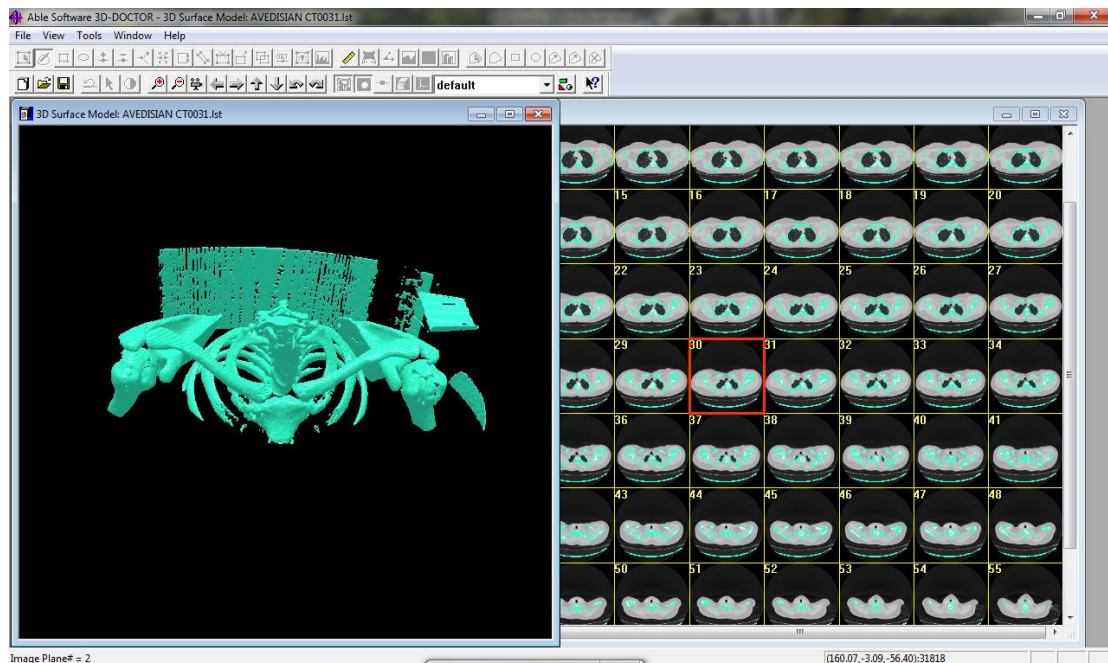 Able Software 3D-DOCTOR - 3D Surface Model: AVEDISIAN CT0031.lst
File View Tools Window Help
default
3D Surface Model: AVEDISIAN CT0031.lst
15 16 17 18 19 20
22 23 24 25 26 27
29 30 31 32 33 34
36 37 38 39 40 41
43 44 45 46 47 48
50 51 52 53 54 55
Image Plane# = 2
(160.07,-3.09,-56.40):31818